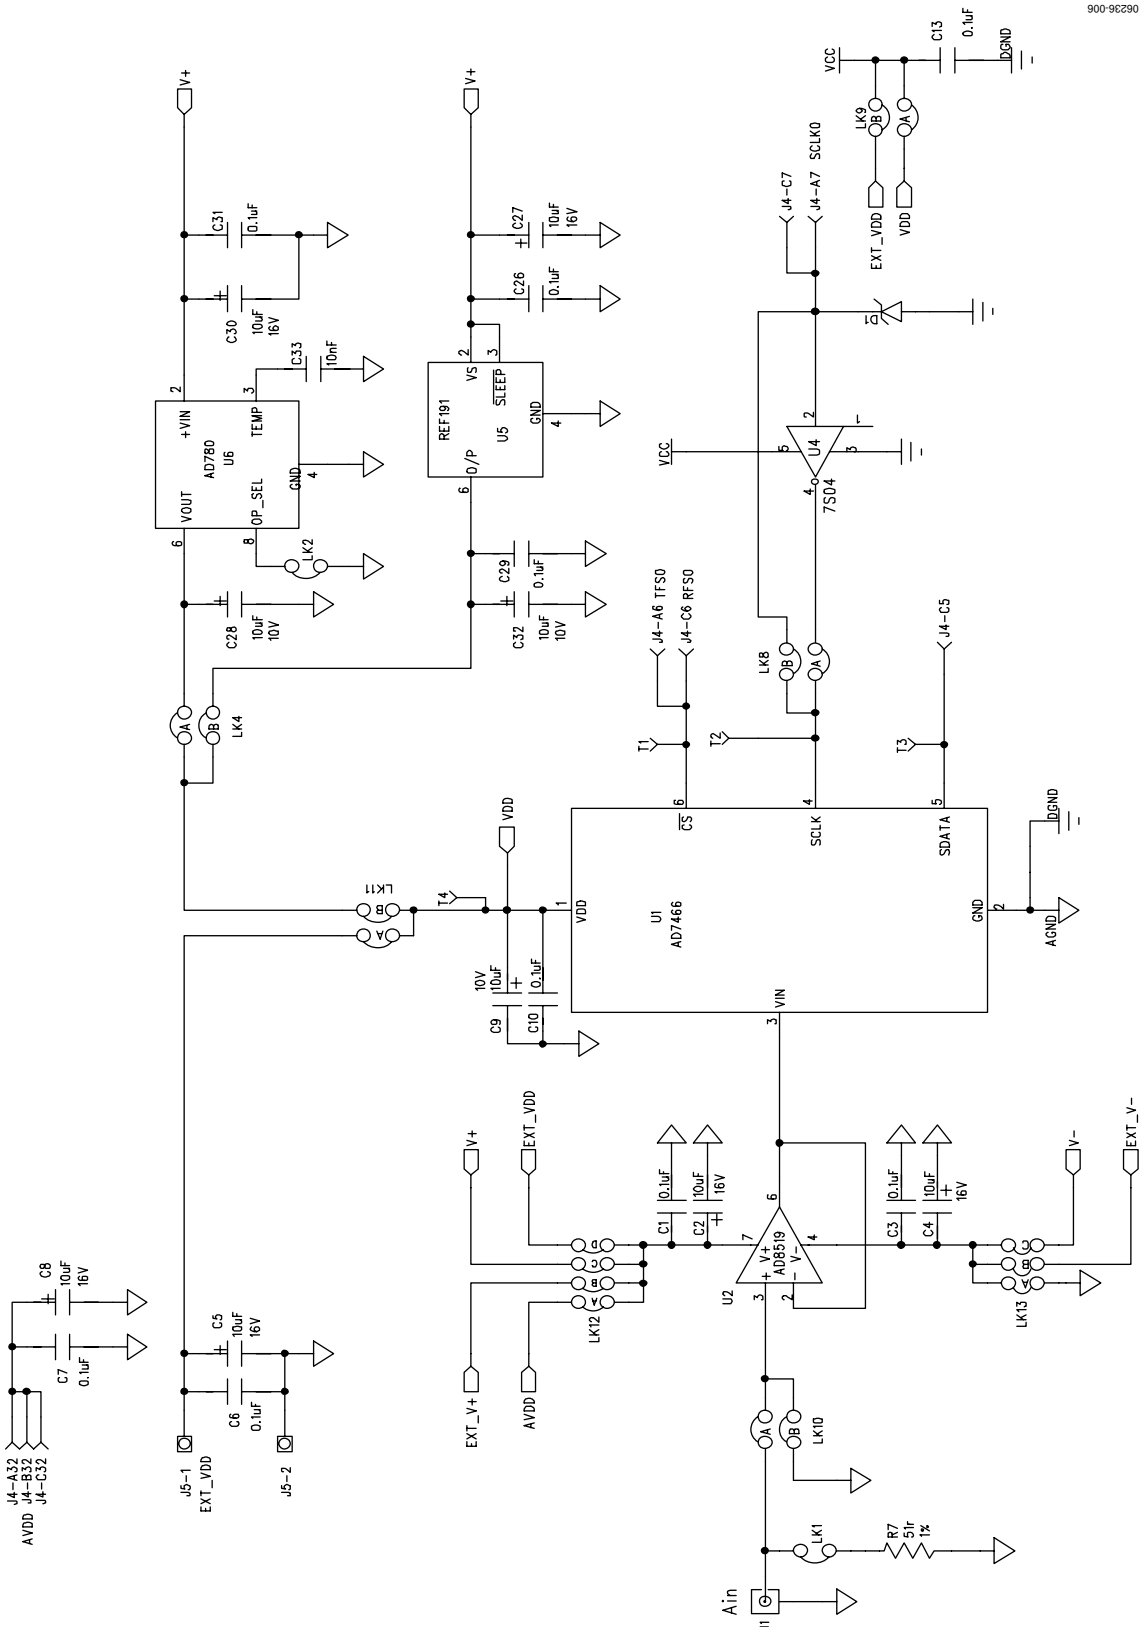 06236-006
C13
0.1uF
VCC
DGND
LK9
B
A
EXT_VDD
VDD
V+
V+
C31
0.1uF
C30
10uF
16V
C33
10nF
2
+VIN
3
TEMP
AD780
U6
GND
4
VOUT
6
OP_SEL
8
LK2
C28
10uF
10V
C27
10uF
16V
C26
0.1uF
2
VS
3
SLEEP
REF191
U5
GND
4
O/P
6
C29
0.1uF
C32
10uF
10V
A
B
LK4
J4-C7
J4-A7 SCLK0
D1
2
1
U4
VCC
5
3
4
7S04
LK8
B
A
J4-A6 TFS0
J4-C6 RFS0
J4-C5
T1
T2
T3
6
CS
4
SCLK
5
SDATA
DGND
VDD
T4
LK11
B
A
1
VDD
U1
AD7466
GND
2
AGND
VIN
3
10V
10uF
C9
0.1uF
C10
V+
EXT_VDD
0.1uF
C1
10uF
16V
C2
0.1uF
C3
10uF
16V
C4
V-
EXT_V-
6
7
V+
AD8519
V-
4
U2
3
+
2
-
D
C
B
A
LK12
C
B
A
LK13
EXT_V+
AVDD
C8
10uF
16V
C7
0.1uF
C5
10uF
16V
C6
0.1uF
J4-A32
AVDD J4-B32
J4-C32
J5-1
EXT_VDD
J5-2
A
B
LK10
LK1
R7
51r
1%
Ain